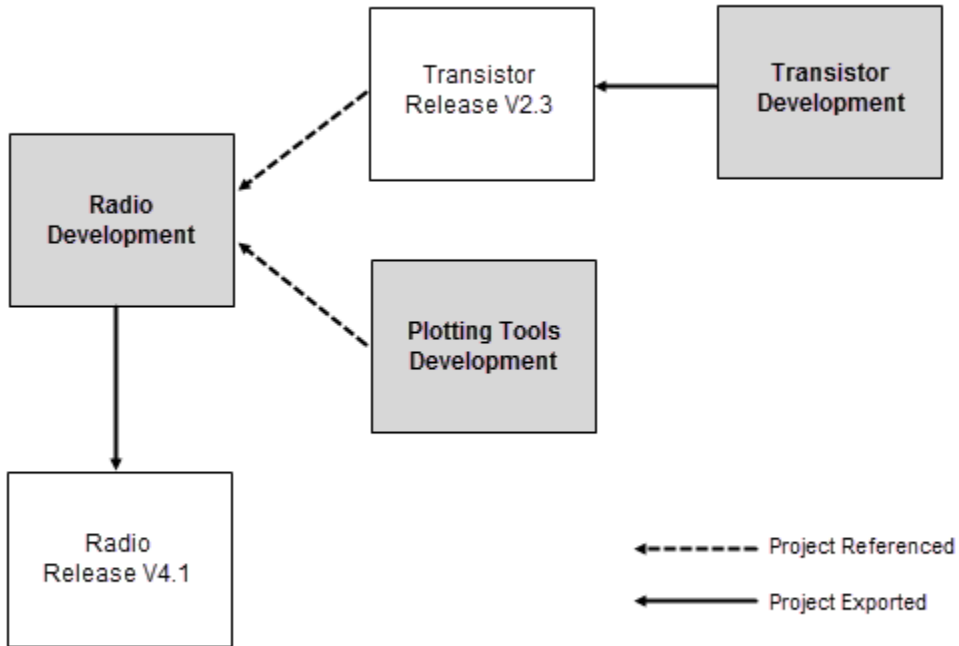 Transistor
Release V2.3
Transistor
Development
Radio
Development
Plotting Tools
Development
Radio
Release V4.1
Project Referenced
Project Exported